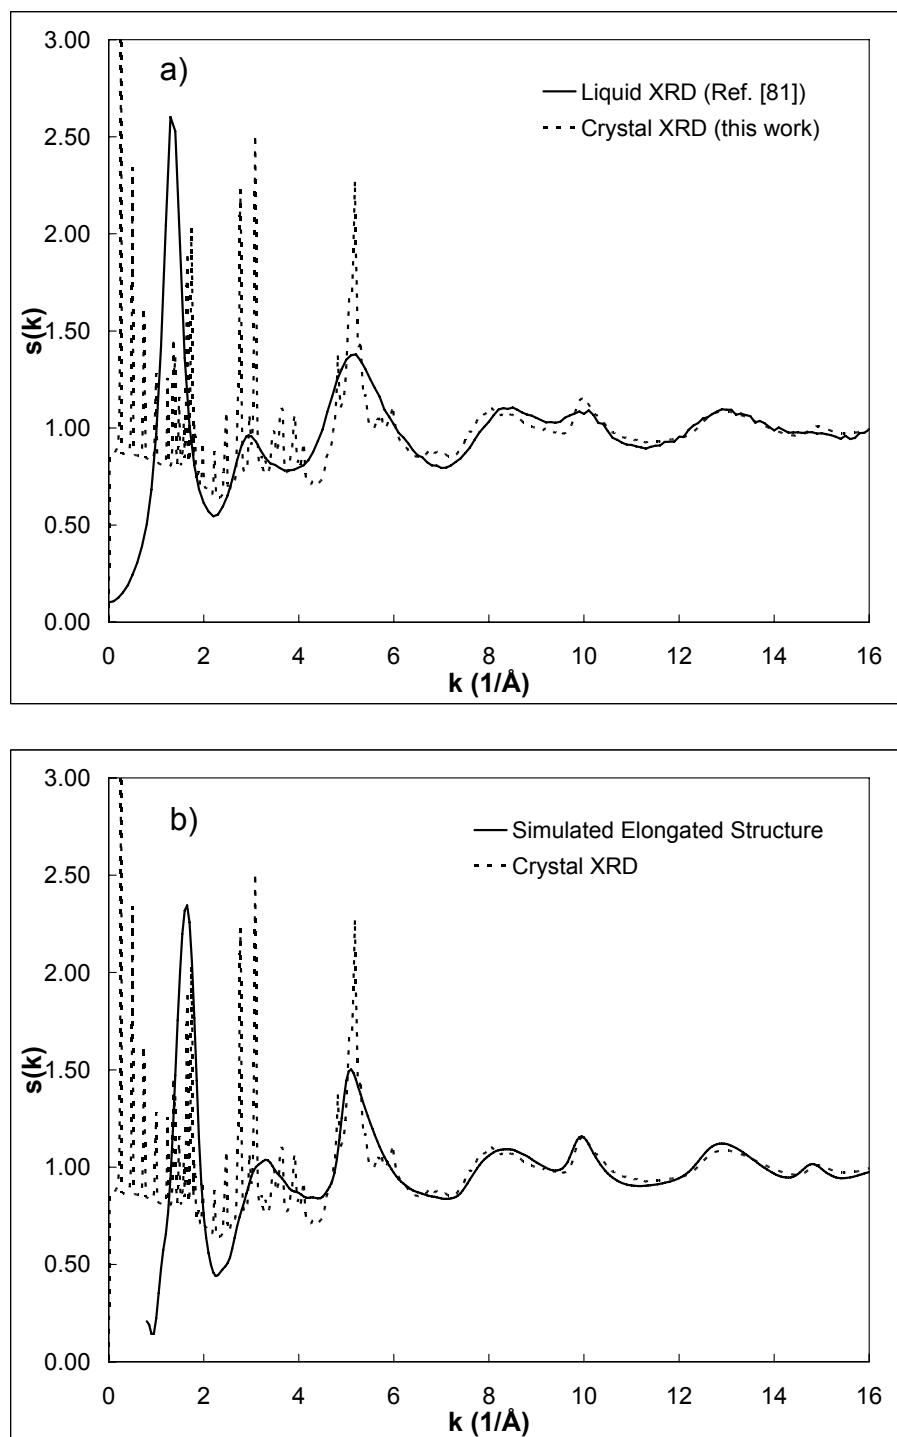 a)
Liquid XRD (Ref. [81])
Crystal XRD (this work)
3.00
2.50
2.00
1.50
1.00
0.50
0.00
s(k)
0 2 4 6 8 10 12 14 16
k (1/Å)
b)
Simulated Elongated Structure
Crystal XRD
3.00
2.50
2.00
1.50
1.00
0.50
0.00
s(k)
0 2 4 6 8 10 12 14 16
k (1/Å)